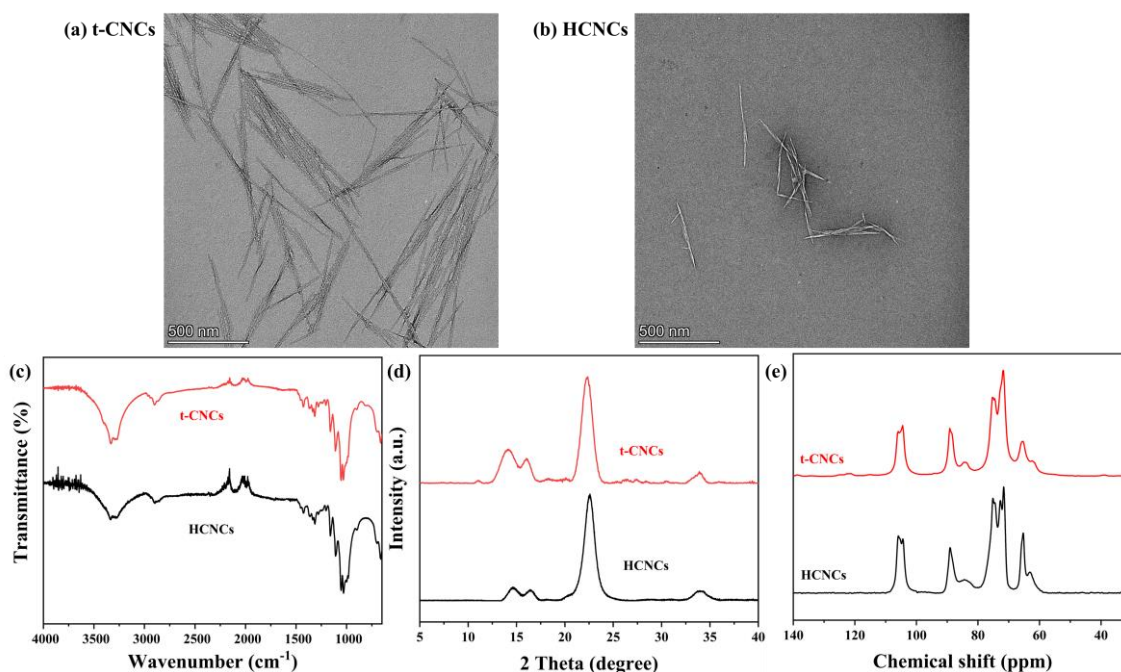 (a) t-CNCs
(b) HCNCs
500 nm
500 nm
(c)
t-CNCs
HCNCs
Transmittance (%)
4000 3500 3000 2500 2000 1500 1000
Wavenumber (cm⁻¹)
(d)
t-CNCs
HCNCs
Intensity (a.u.)
5 10 15 20 25 30 35 40
2 Theta (degree)
(e)
t-CNCs
HCNCs
140 120 100 80 60 40
Chemical shift (ppm)